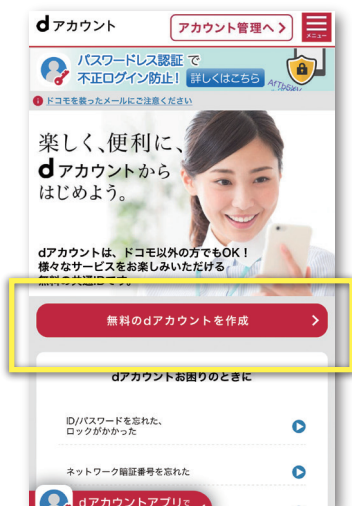 dアカウント
アカウント管理へ
メニュー
パスワードレス認証 で
不正ログイン防止!
詳しくはこちら
ドコモを装ったメールにご注意ください
楽しく、便利に、
dアカウントから
はじめよう。
dアカウントは、ドコモ以外の方でもOK!
様々なサービスをお楽しみいただける
無料の共通IDです。
無料のdアカウントを作成
dアカウントお困りのときに
ID/パスワードを忘れた、
ロックがかかった
ネットワーク暗証番号を忘れた
dアカウントアプリで